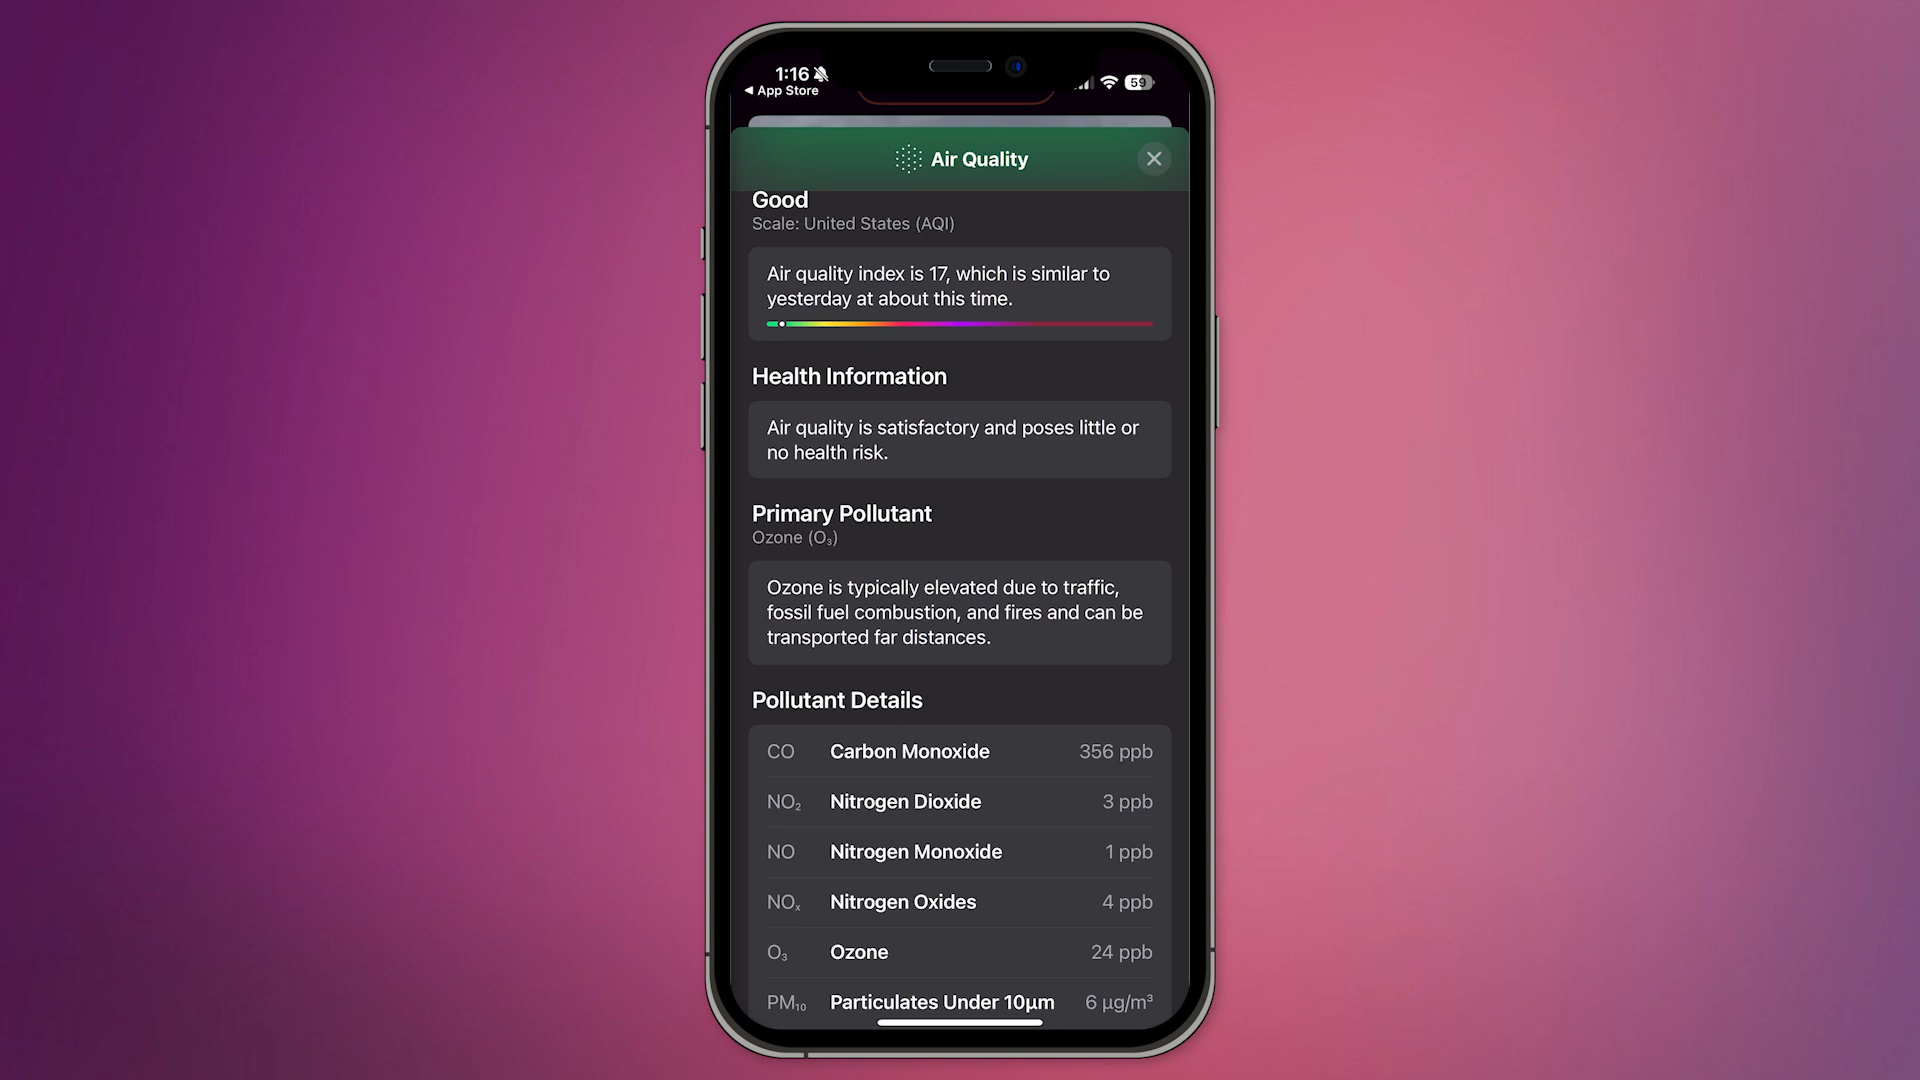 1:16
59
◀ App Store
Air Quality
Good
Scale: United States (AQI)
Air quality index is 17, which is similar to
yesterday at about this time.
Health Information
Air quality is satisfactory and poses little or
no health risk.
Primary Pollutant
Ozone (O₃)
Ozone is typically elevated due to traffic,
fossil fuel combustion, and fires and can be
transported far distances.
Pollutant Details
CO Carbon Monoxide 356 ppb
NO₂ Nitrogen Dioxide 3 ppb
NO Nitrogen Monoxide 1 ppb
NOₓ Nitrogen Oxides 4 ppb
O₃ Ozone 24 ppb
PM₁₀ Particulates Under 10µm 6 µg/m³